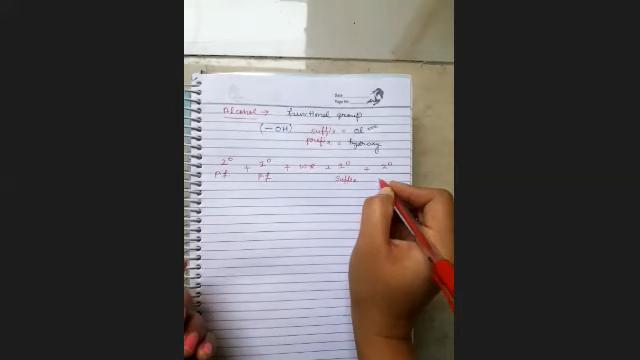 Date
Page No.
Alcohol → functional group
(-OH) suffix = ol
prefix = hydroxy
2° + 1° + WR + 1° + 2°
Pf Pf Suffix